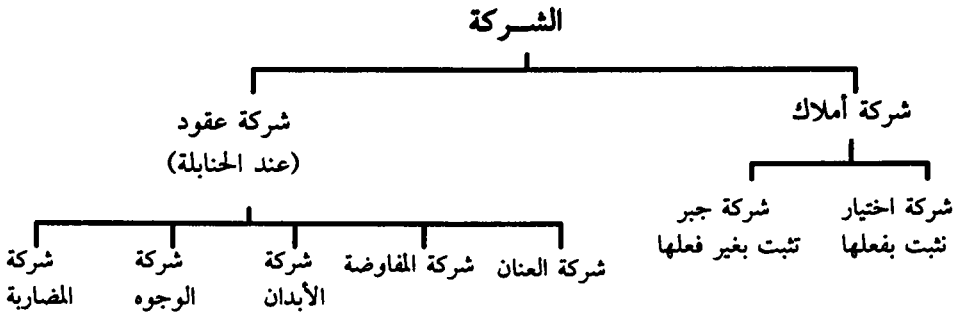 الشـــركة
شركة أملاك
شركة اختيار
تثبت بفعلها
شركة جبر
تثبت بغير فعلها
شركة عقود
(عند الحنابلة)
شركة العنان
شركة المفاوضة
شركة
الأبدان
شركة
الوجوه
شركة
المضاربة